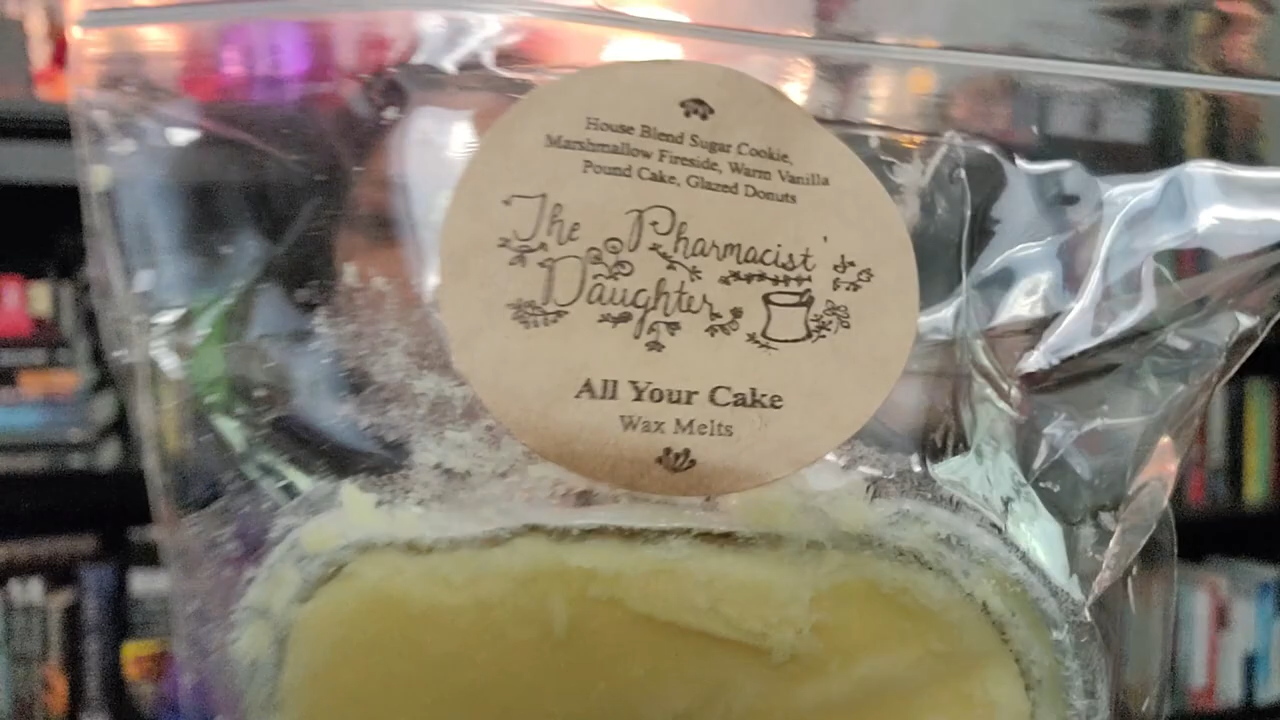 House Blend Sugar Cookie,
Marshmallow Fireside, Warm Vanilla
Pound Cake, Glazed Donuts
The Pharmacist'
Daughter
All Your Cake
Wax Melts